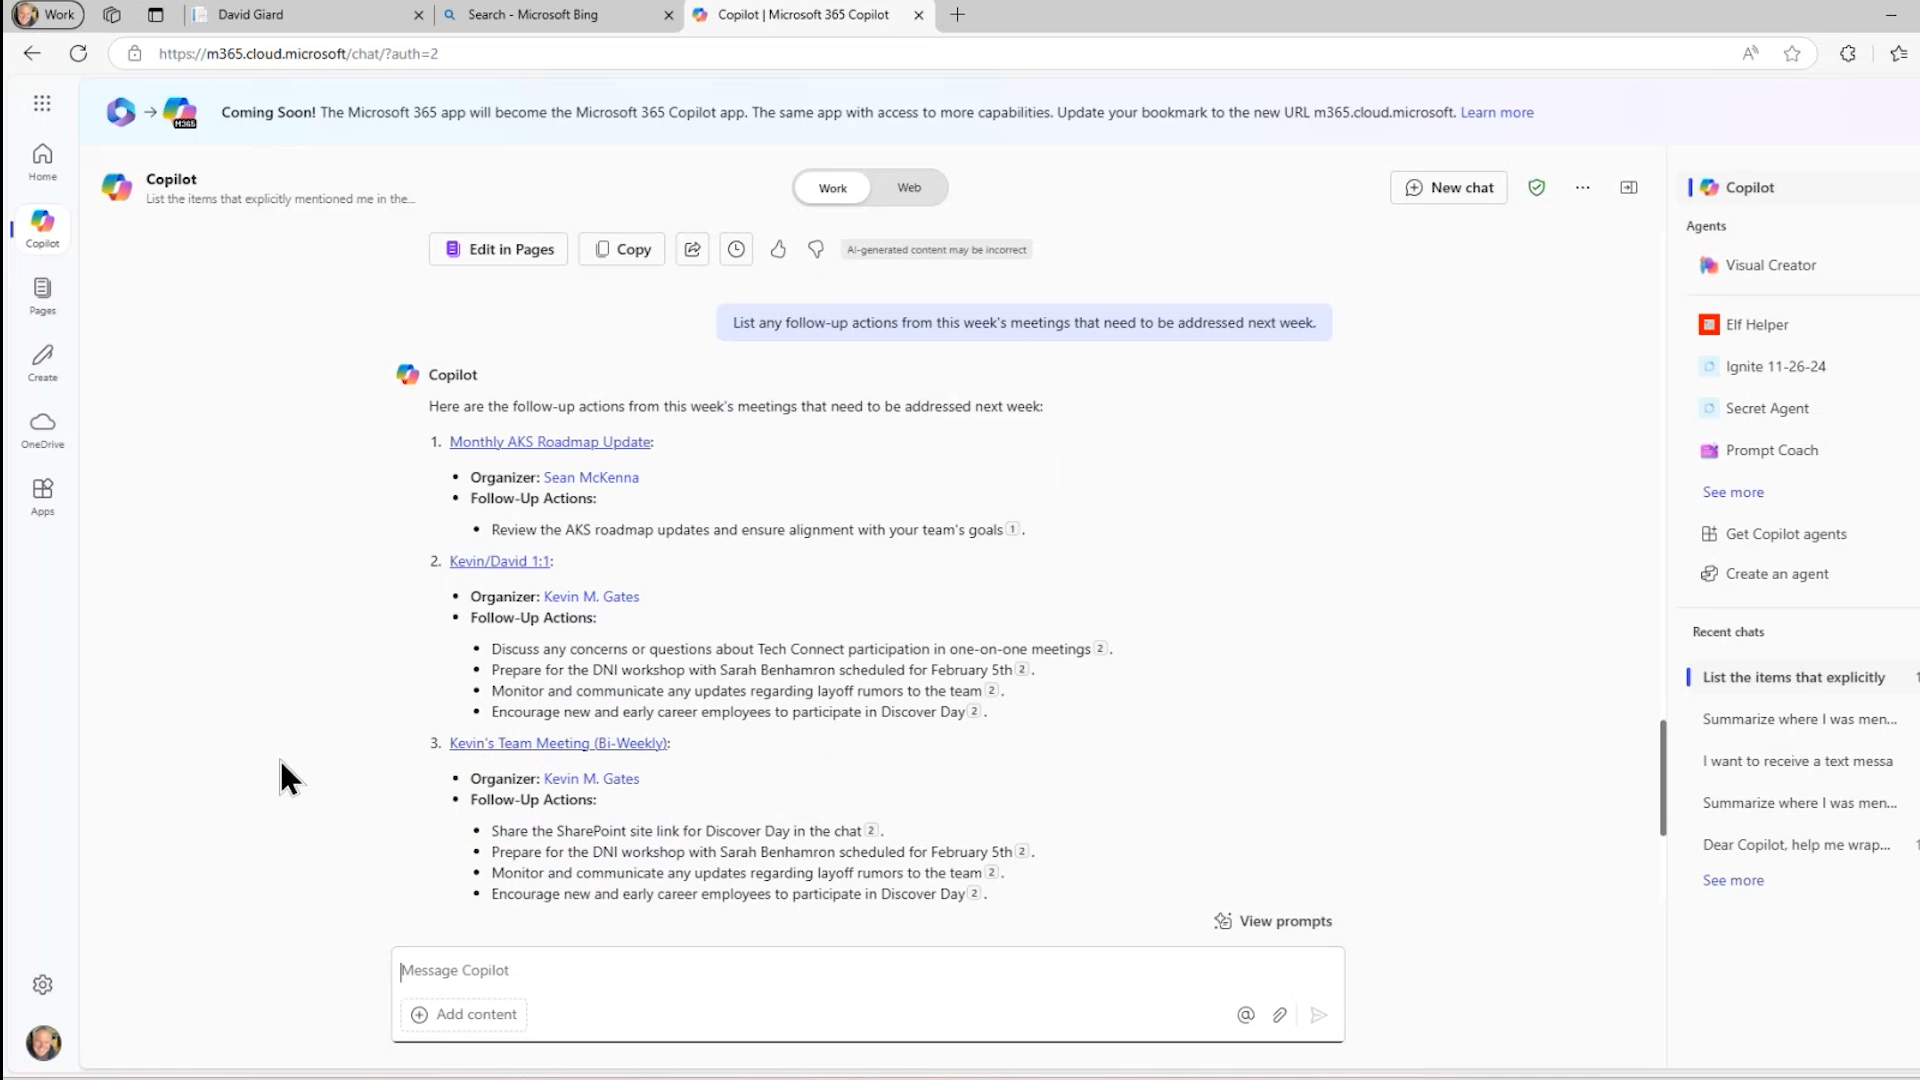 Work
David Giard
Search - Microsoft Bing
Copilot | Microsoft 365 Copilot
https://m365.cloud.microsoft/chat/?auth=2
M365
Coming Soon! The Microsoft 365 app will become the Microsoft 365 Copilot app. The same app with access to more capabilities. Update your bookmark to the new URL m365.cloud.microsoft. Learn more
Home
Copilot
Pages
Create
OneDrive
Apps
Copilot
List the items that explicitly mentioned me in the...
Work
Web
New chat
Edit in Pages
Copy
AI-generated content may be incorrect
List any follow-up actions from this week's meetings that need to be addressed next week.
Copilot
Here are the follow-up actions from this week's meetings that need to be addressed next week:
1. Monthly AKS Roadmap Update:
• Organizer: Sean McKenna
• Follow-Up Actions:
• Review the AKS roadmap updates and ensure alignment with your team's goals 1 .
2. Kevin/David 1:1:
• Organizer: Kevin M. Gates
• Follow-Up Actions:
• Discuss any concerns or questions about Tech Connect participation in one-on-one meetings 2 .
• Prepare for the DNI workshop with Sarah Benhamron scheduled for February 5th 2 .
• Monitor and communicate any updates regarding layoff rumors to the team 2 .
• Encourage new and early career employees to participate in Discover Day 2 .
3. Kevin's Team Meeting (Bi-Weekly):
• Organizer: Kevin M. Gates
• Follow-Up Actions:
• Share the SharePoint site link for Discover Day in the chat 2 .
• Prepare for the DNI workshop with Sarah Benhamron scheduled for February 5th 2 .
• Monitor and communicate any updates regarding layoff rumors to the team 2 .
• Encourage new and early career employees to participate in Discover Day 2 .
View prompts
Message Copilot
Add content
Copilot
Agents
Visual Creator
Elf Helper
Ignite 11-26-24
Secret Agent
Prompt Coach
See more
Get Copilot agents
Create an agent
Recent chats
List the items that explicitly
Summarize where I was men...
I want to receive a text messa
Summarize where I was men...
Dear Copilot, help me wrap...
See more